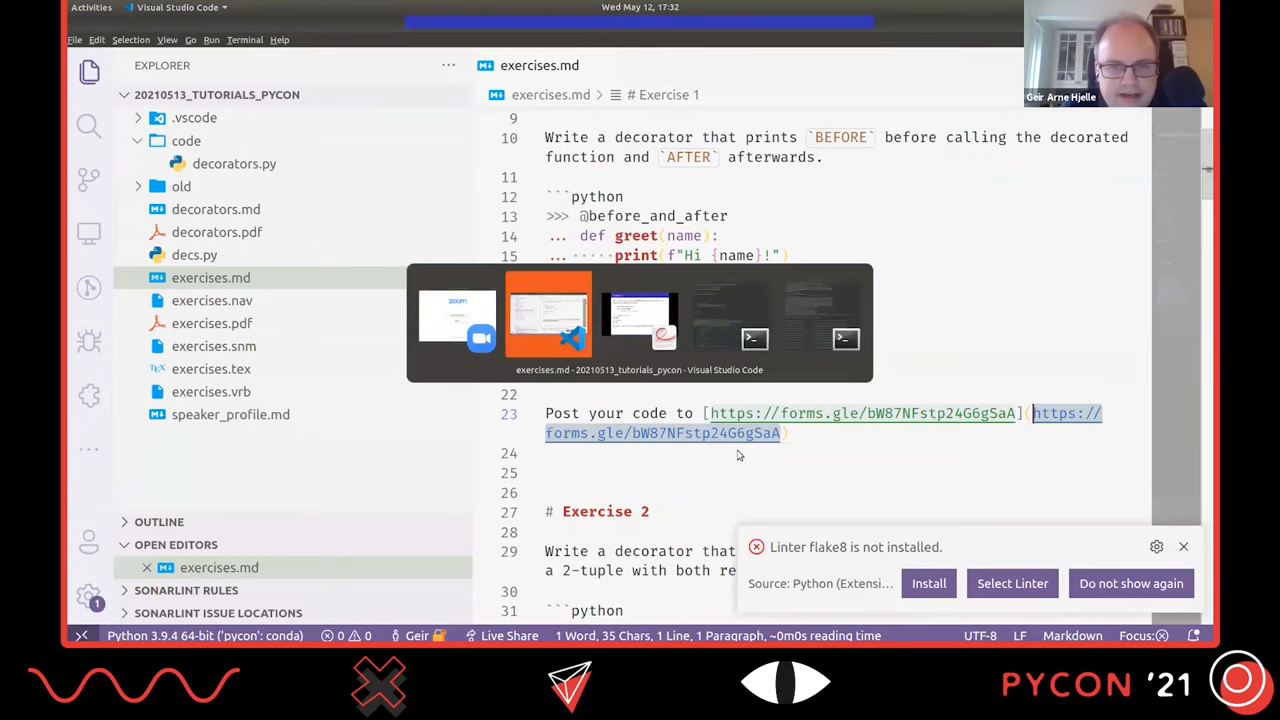 Activities
Visual Studio Code
Wed May 12, 17:32
File Edit Selection View Go Run Terminal Help
EXPLORER
20210513_TUTORIALS_PYCON
.vscode
code
decorators.py
old
decorators.md
decorators.pdf
decs.py
exercises.md
exercises.nav
exercises.pdf
exercises.snm
exercises.tex
exercises.vrb
speaker_profile.md
OUTLINE
OPEN EDITORS
exercises.md
SONARLINT RULES
SONARLINT ISSUE LOCATIONS
exercises.md
exercises.md > # Exercise 1
9
10 Write a decorator that prints `BEFORE` before calling the decorated
function and `AFTER` afterwards.
11
12 ```python
13 >>> @before_and_after
14 ... def greet(name):
15 ... ····print(f"Hi {name}!")
zoom
exercises.md - 20210513_tutorials_pycon - Visual Studio Code
22
23 Post your code to [https://forms.gle/bW87NFstp24G6gSaA](https://
forms.gle/bW87NFstp24G6gSaA)
24
25
26
27 # Exercise 2
28
29 Write a decorator that
a 2-tuple with both re
30
31 ```python
Linter flake8 is not installed.
Source: Python (Extensi...
Install
Select Linter
Do not show again
Geir Arne Hjelle
1
Python 3.9.4 64-bit ('pycon': conda) 0 0 Geir Live Share 1 Word, 35 Chars, 1 Line, 1 Paragraph, ~0m0s reading time UTF-8 LF Markdown Focus:
PYCON '21